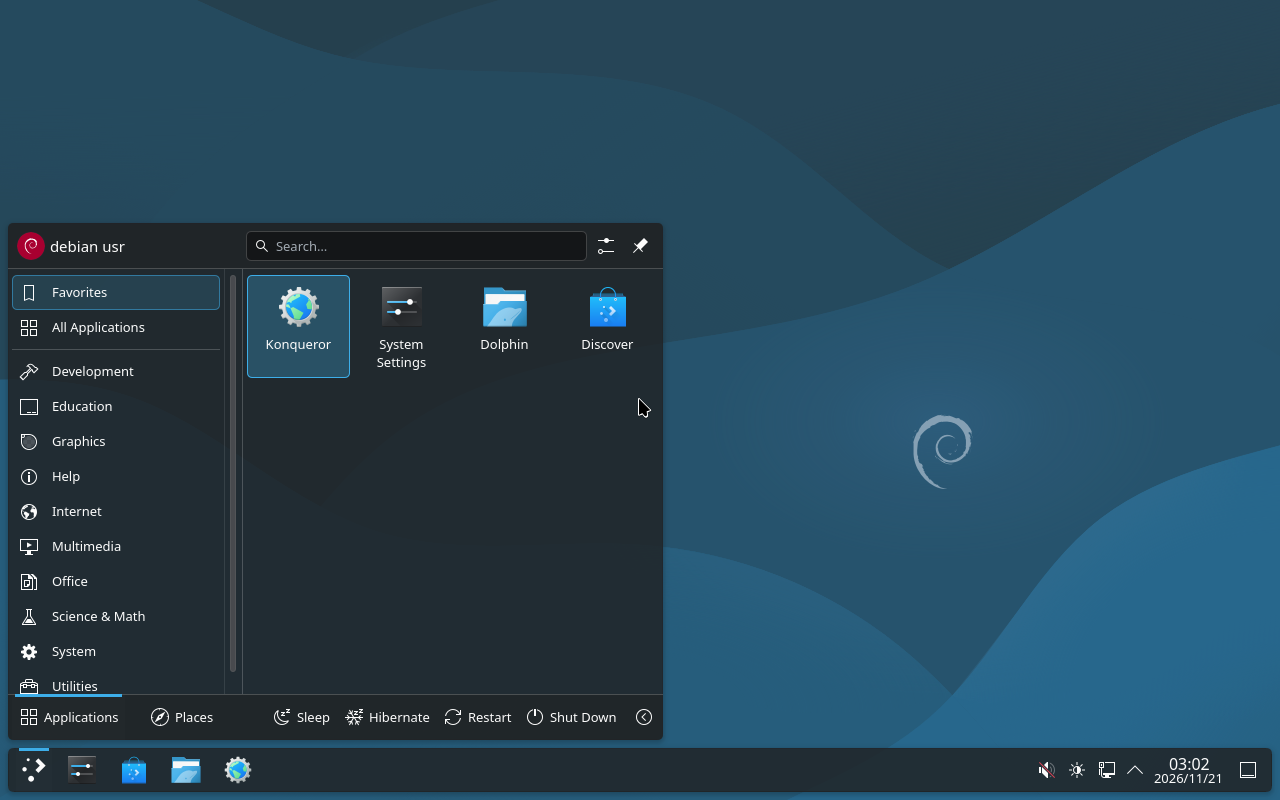 debian usr
Search...
Favorites
All Applications
Development
Education
Graphics
Help
Internet
Multimedia
Office
Science & Math
System
Utilities
Konqueror
System
Settings
Dolphin
Discover
Applications
Places
Sleep
Hibernate
Restart
Shut Down
03:02
2026/11/21